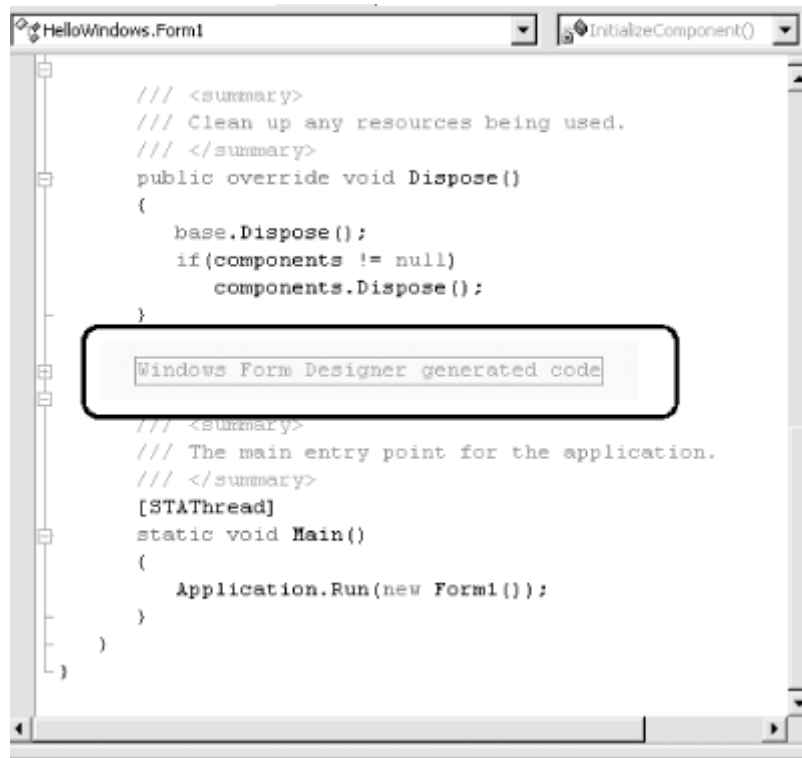 HelloWindows.Form1 InitializeComponent()
/// <summary>
/// Clean up any resources being used.
/// </summary>
public override void Dispose()
{
base.Dispose();
if(components != null)
components.Dispose();
}
Windows Form Designer generated code
/// <summary>
/// The main entry point for the application.
/// </summary>
[STAThread]
static void Main()
{
Application.Run(new Form1());
}
}
}